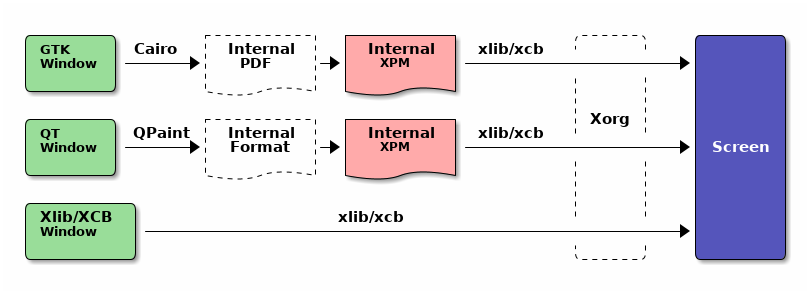 GTK
Window
Cairo
Internal
PDF
Internal
XPM
xlib/xcb
QT
Window
QPaint
Internal
Format
Internal
XPM
xlib/xcb
Xorg
Screen
Xlib/XCB
Window
xlib/xcb